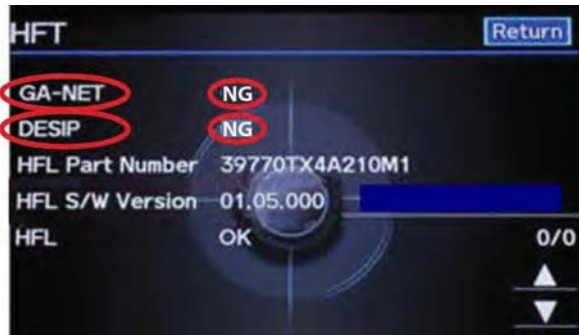 HFT Return
GA-NET NG
DESIP NG
HFL Part Number 39770TX4A210M1
HFL S/W Version 01.05.000
HFL OK 0/0